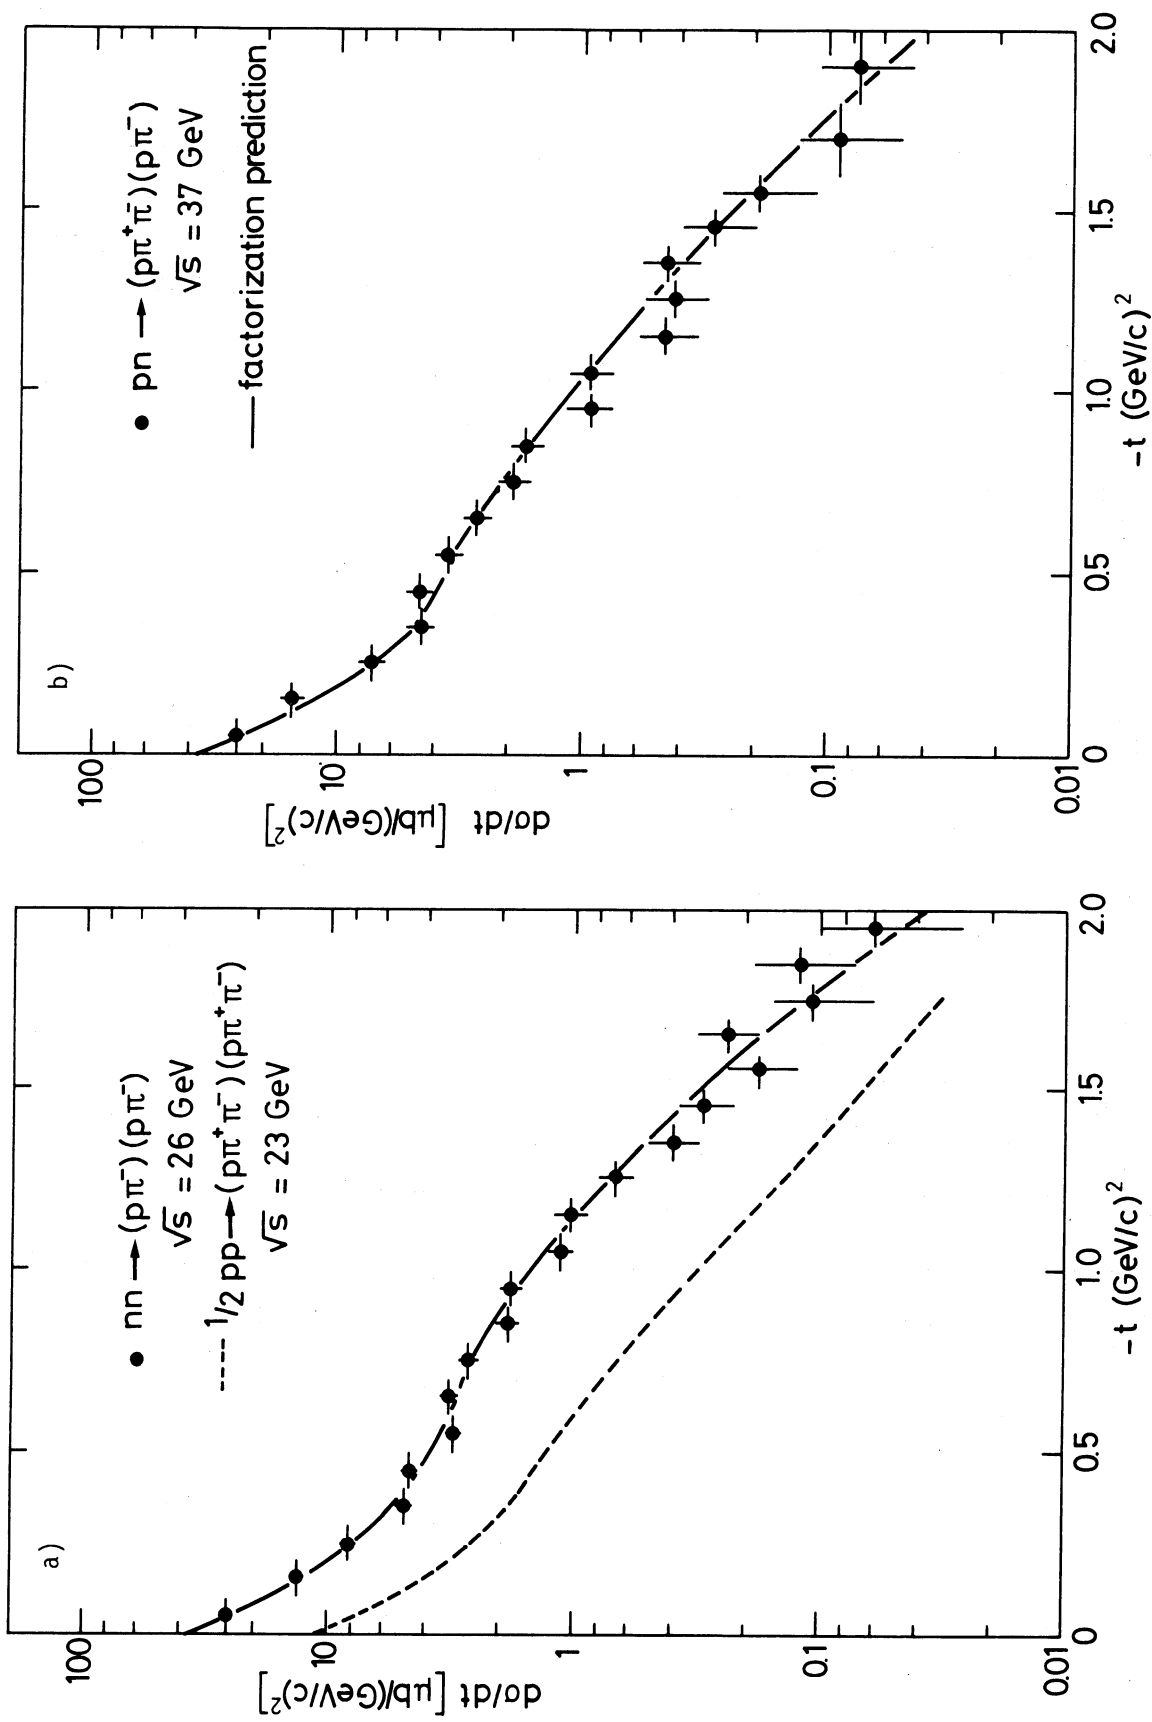 a)
● nn → (pπ⁻)(pπ⁻)
√s = 26 GeV
---- 1/2 pp → (pπ⁺π⁻)(pπ⁺π⁻)
√s = 23 GeV
100
10
1
0.1
0.01
dσ/dt [μb/(GeV/c)²]
0
0.5
1.0
1.5
2.0
-t (GeV/c)²
b)
● pn → (pπ⁺π⁻)(pπ⁻)
√s = 37 GeV
— factorization prediction
100
10
1
0.1
0.01
dσ/dt [μb/(GeV/c)²]
0
0.5
1.0
1.5
2.0
-t (GeV/c)²